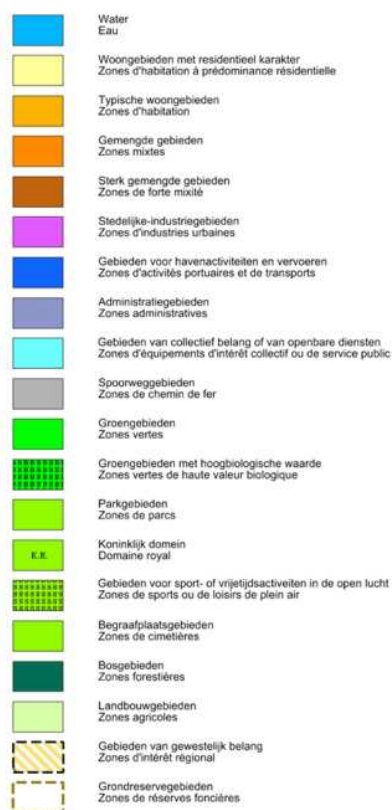 Water
Eau
Woongebieden met residentieel karakter
Zones d'habitation à prédominance résidentielle
Typische woongebieden
Zones d'habitation
Gemengde gebieden
Zones mixtes
Sterk gemengde gebieden
Zones de forte mixité
Stedelijke-industriegebieden
Zones d'industries urbaines
Gebieden voor havenactiviteiten en vervoeren
Zones d'activités portuaires et de transports
Administratiegebieden
Zones administratives
Gebieden van collectief belang of van openbare diensten
Zones d'équipements d'intérêt collectif ou de service public
Spoorweggebieden
Zones de chemin de fer
Groengebieden
Zones vertes
Groengebieden met hoogbiologische waarde
Zones vertes de haute valeur biologique
Parkgebieden
Zones de parcs
K.R.
Koninklijk domein
Domaine royal
Gebieden voor sport- of vrijetijdsactiveiten in de open lucht
Zones de sports ou de loisirs de plein air
Begraafplaatsgebieden
Zones de cimetières
Bosgebieden
Zones forestières
Landbouwgebieden
Zones agricoles
Gebieden van gewestelijk belang
Zones d'intérêt régional
Grondreservegebieden
Zones de réserves foncières